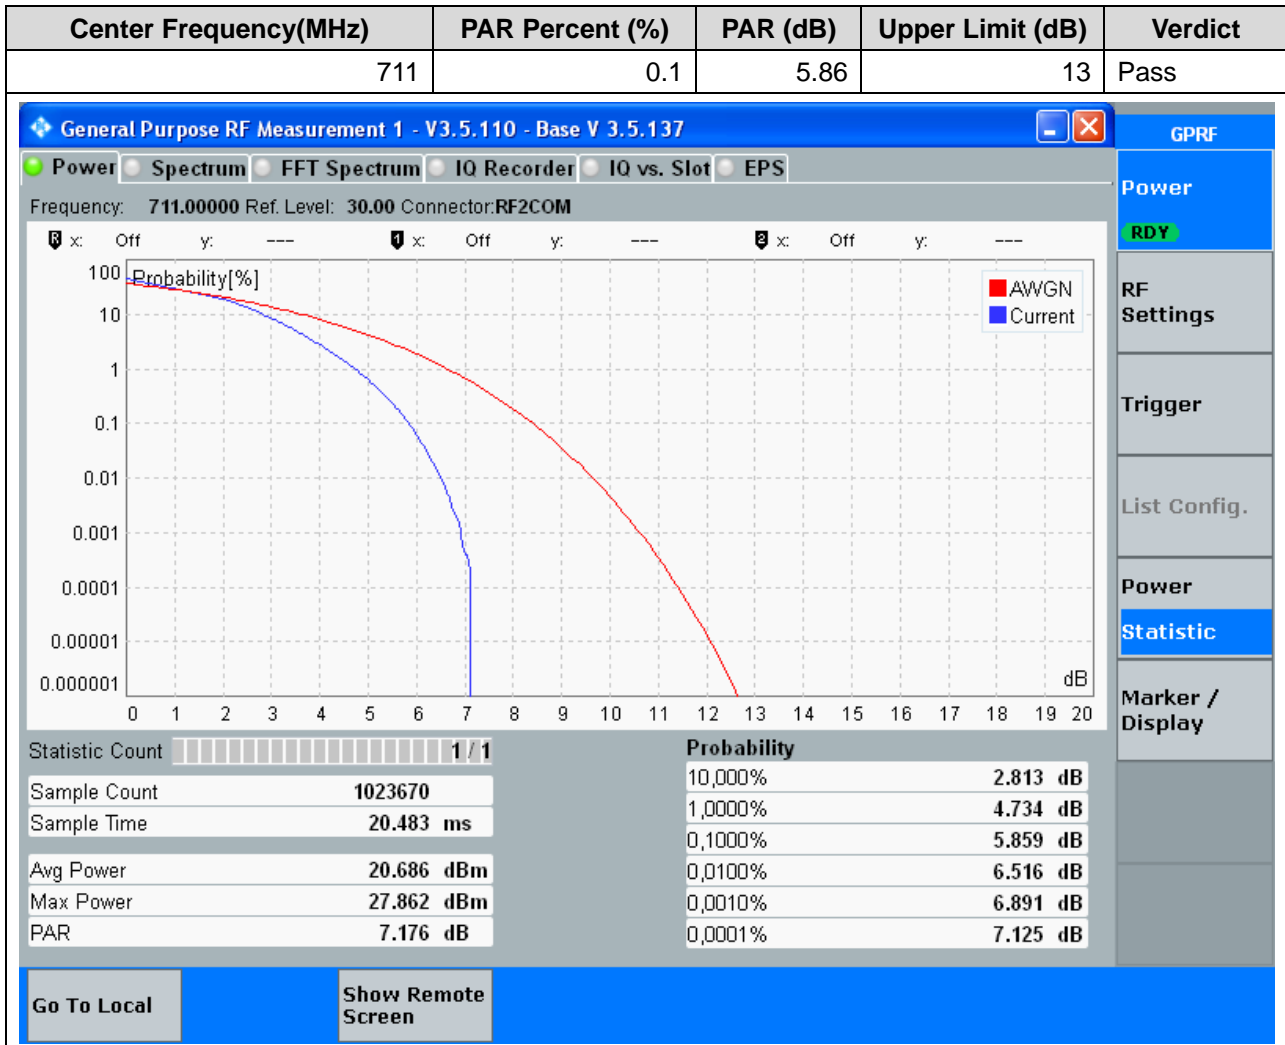 Center Frequency(MHz) PAR Percent (%) PAR (dB) Upper Limit (dB) Verdict
711 0.1 5.86 13 Pass
General Purpose RF Measurement 1 - V3.5.110 - Base V 3.5.137
GPRF
Power Spectrum FFT Spectrum IQ Recorder IQ vs. Slot EPS
Power
RDY
Frequency: 711.00000 Ref. Level: 30.00 Connector:RF2COM
R x: Off y: --- 1 x: Off y: --- 2 x: Off y: ---
Probability[%]
AWGN
Current
100
10
1
0.1
0.01
0.001
0.0001
0.00001
0.000001
dB
0 1 2 3 4 5 6 7 8 9 10 11 12 13 14 15 16 17 18 19 20
RF
Settings
Trigger
List Config.
Power
Statistic
Marker /
Display
Statistic Count 1 / 1
Sample Count 1023670
Sample Time 20.483 ms
Avg Power 20.686 dBm
Max Power 27.862 dBm
PAR 7.176 dB
Probability
10,000% 2.813 dB
1,0000% 4.734 dB
0,1000% 5.859 dB
0,0100% 6.516 dB
0,0010% 6.891 dB
0,0001% 7.125 dB
Go To Local
Show Remote
Screen